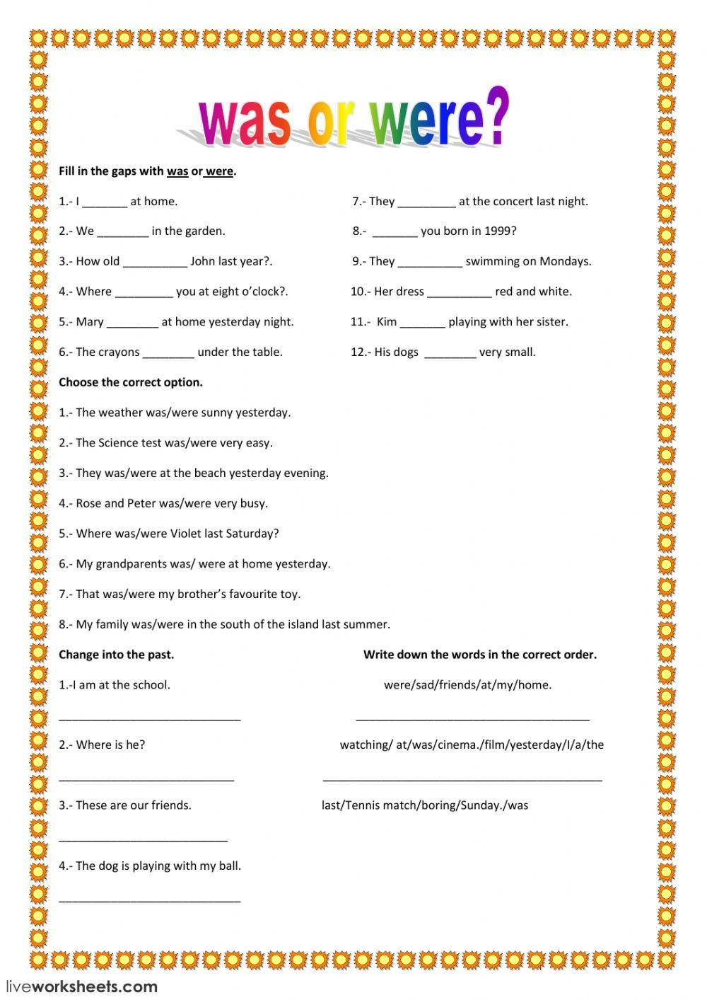 was or were?
Fill in the gaps with was or were.
1.- I _______ at home.
7.- They _________ at the concert last night.
2.- We ________ in the garden.
8.- _______ you born in 1999?
3.- How old __________ John last year?.
9.- They __________ swimming on Mondays.
4.- Where _________ you at eight o’clock?.
10.- Her dress __________ red and white.
5.- Mary ________ at home yesterday night.
11.- Kim _______ playing with her sister.
6.- The crayons ________ under the table.
12.- His dogs ________ very small.
Choose the correct option.
1.- The weather was/were sunny yesterday.
2.- The Science test was/were very easy.
3.- They was/were at the beach yesterday evening.
4.- Rose and Peter was/were very busy.
5.- Where was/were Violet last Saturday?
6.- My grandparents was/ were at home yesterday.
7.- That was/were my brother’s favourite toy.
8.- My family was/were in the south of the island last summer.
Change into the past.
Write down the words in the correct order.
1.-I am at the school.
were/sad/friends/at/my/home.
____________________________
____________________________________
2.- Where is he?
watching/ at/was/cinema./film/yesterday/I/a/the
___________________________
___________________________________________
3.- These are our friends.
last/Tennis match/boring/Sunday./was
__________________________
4.- The dog is playing with my ball.
____________________________
liveworksheets.com